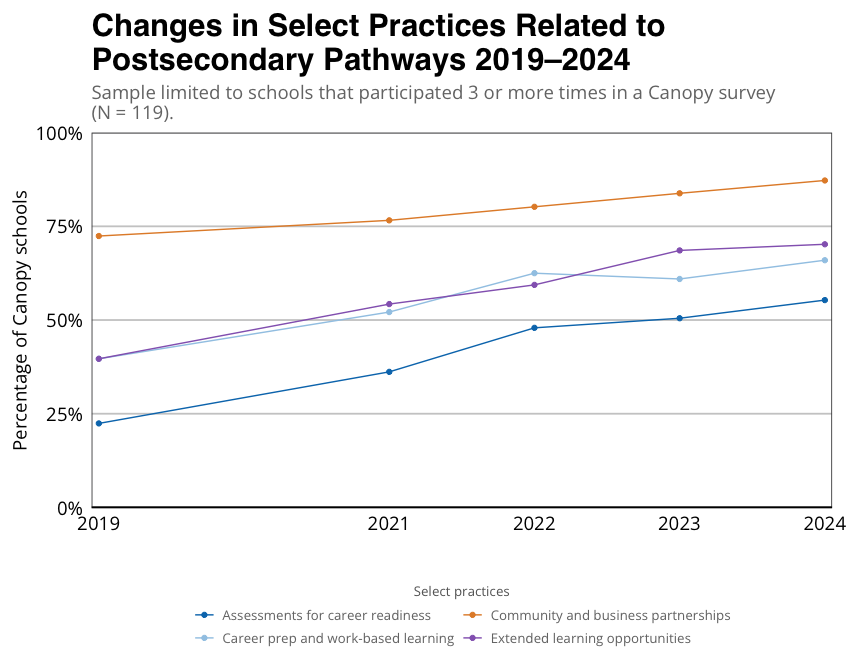 Changes in Select Practices Related to
Postsecondary Pathways 2019–2024
Sample limited to schools that participated 3 or more times in a Canopy survey
(N = 119).
Percentage of Canopy schools
100%
75%
50%
25%
0%
2019 2021 2022 2023 2024
Select practices
Assessments for career readiness Community and business partnerships
Career prep and work-based learning Extended learning opportunities